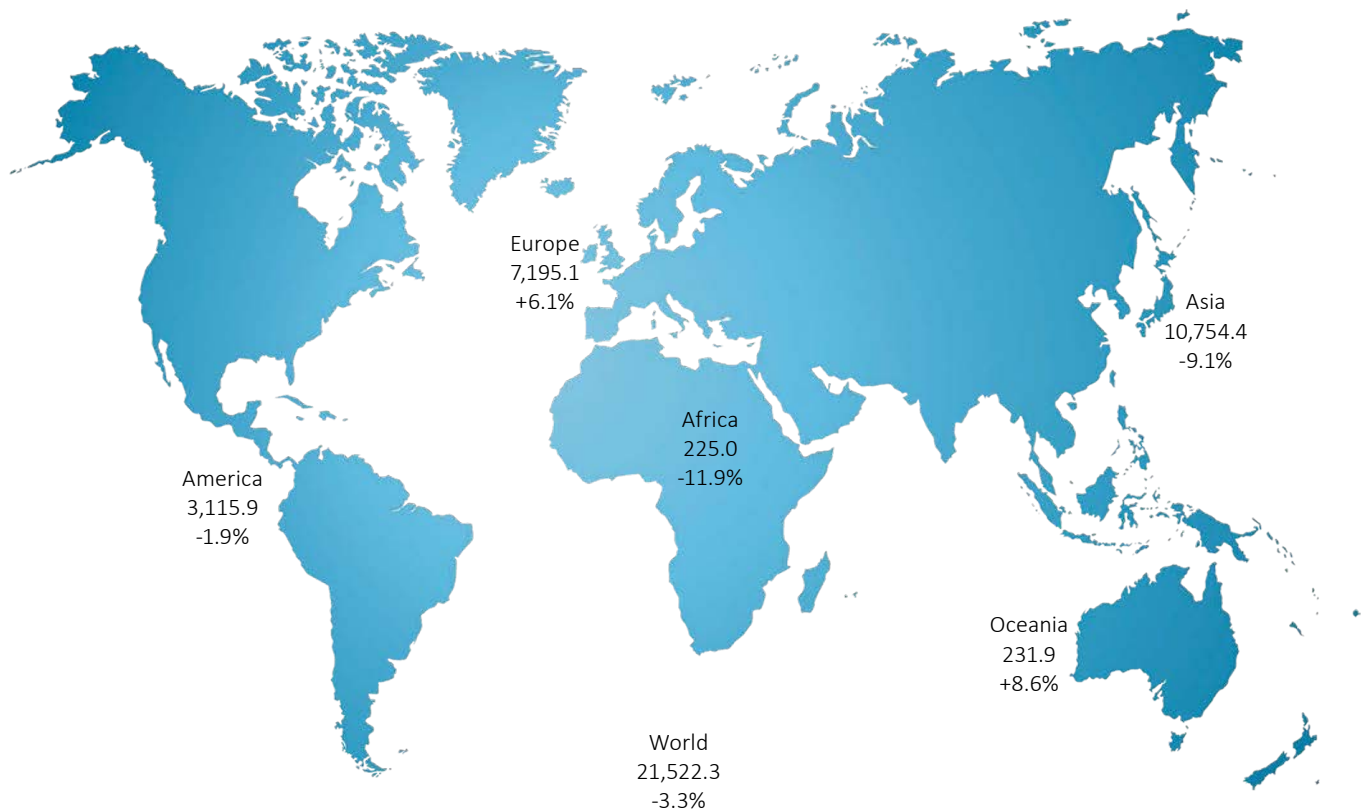 Europe
7,195.1
+6.1%
Asia
10,754.4
-9.1%
Africa
225.0
-11.9%
America
3,115.9
-1.9%
Oceania
231.9
+8.6%
World
21,522.3
-3.3%